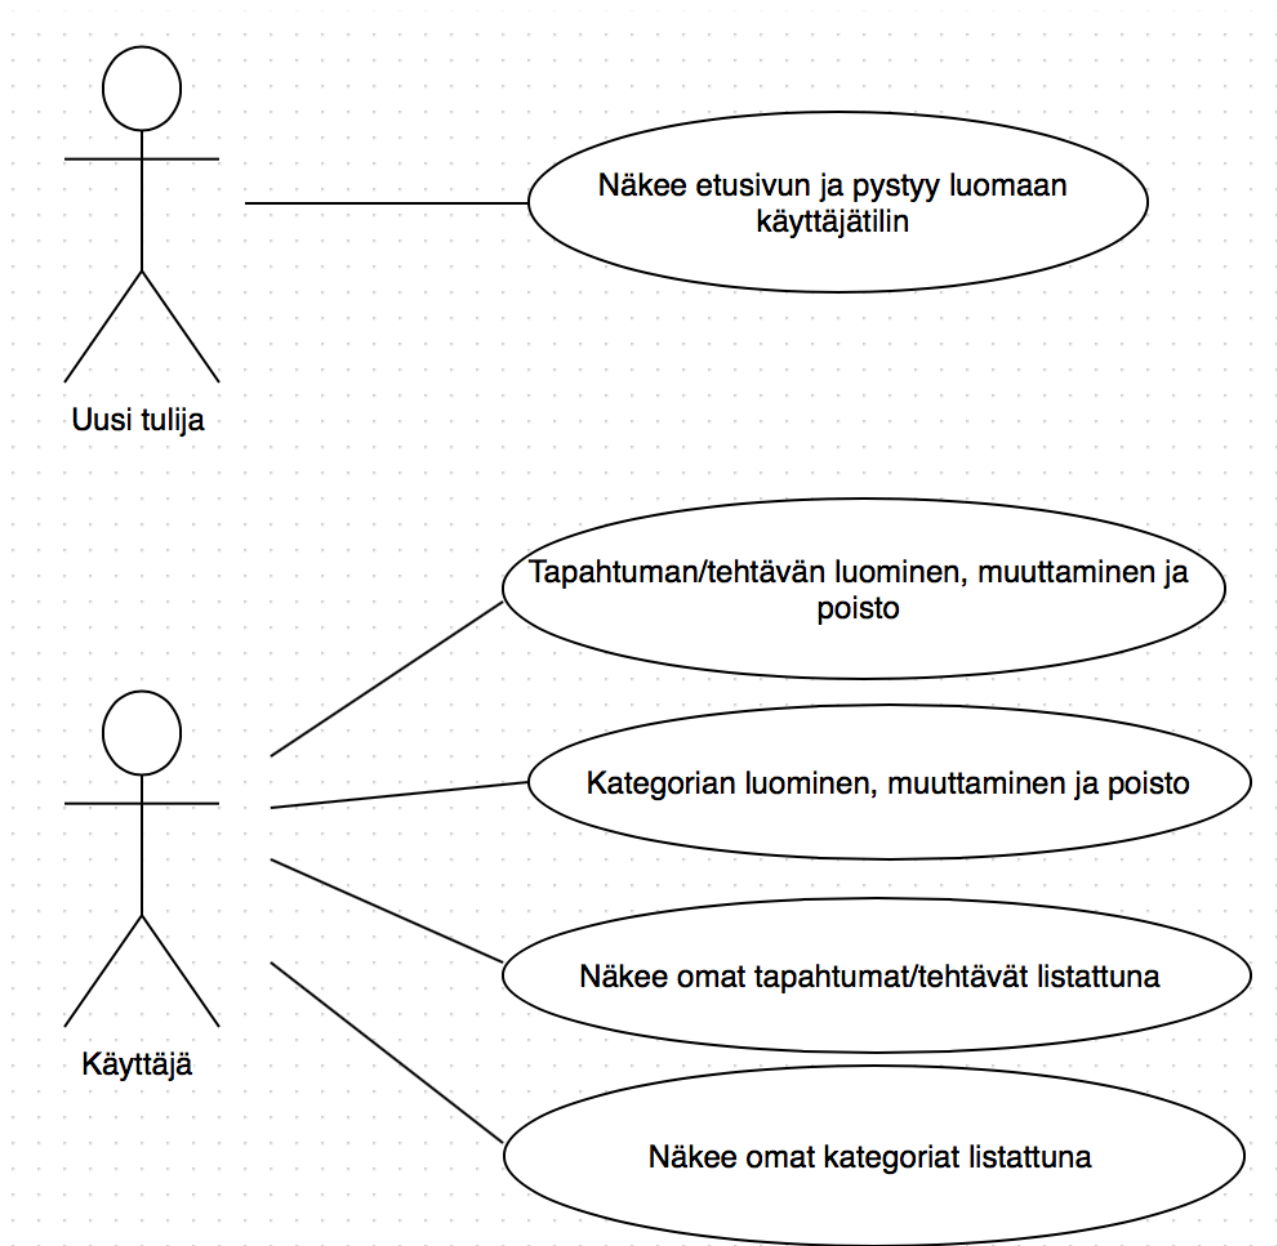 Näkee etusivun ja pystyy luomaan
käyttäjätilin
Uusi tulija
Tapahtuman/tehtävän luominen, muuttaminen ja
poisto
Kategorian luominen, muuttaminen ja poisto
Näkee omat tapahtumat/tehtävät listattuna
Käyttäjä
Näkee omat kategoriat listattuna